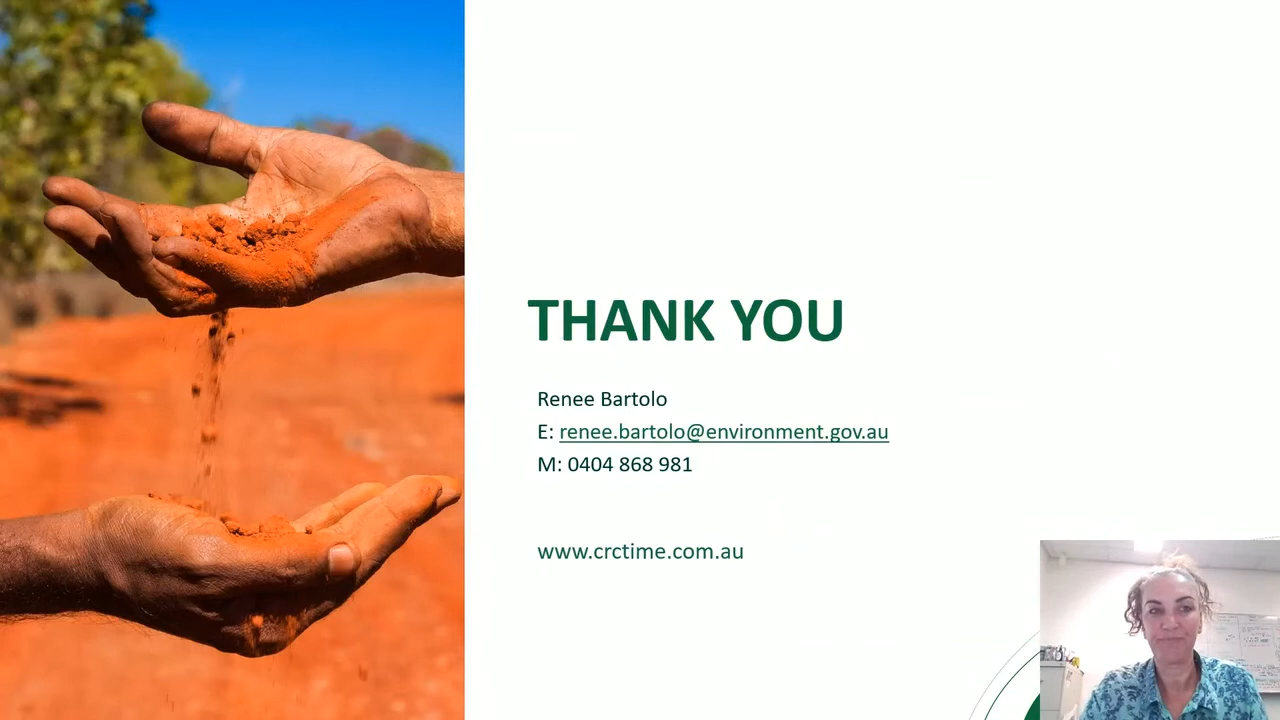 THANK YOU
Renee Bartolo
E: renee.bartolo@environment.gov.au
M: 0404 868 981
www.crctime.com.au